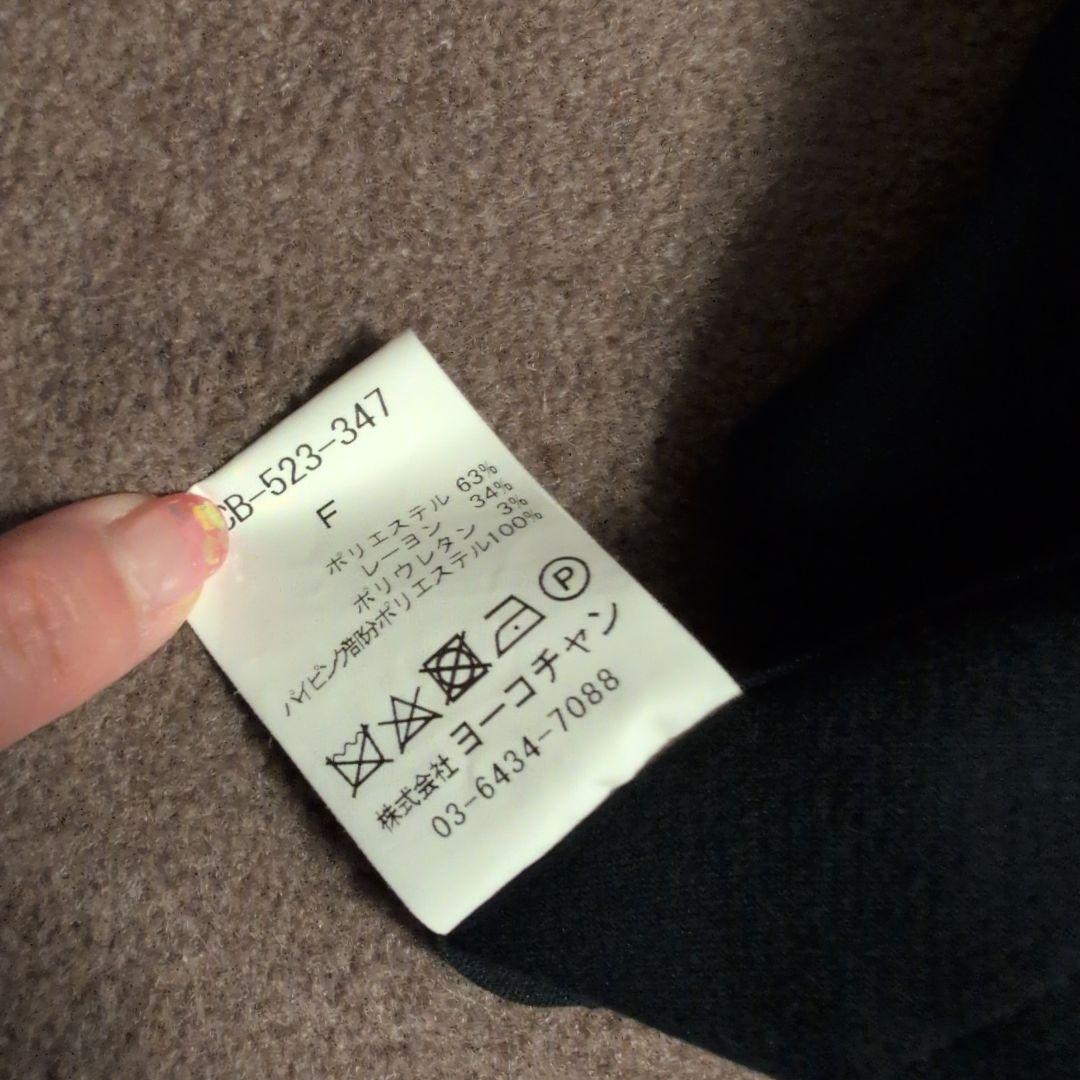 CB-523-347
F
ポリエステル 63%
レーヨン 34%
ポリウレタン 3%
パイピング部分ポリエステル100%
P
株式会社 ヨーコチャン
03-6434-7088